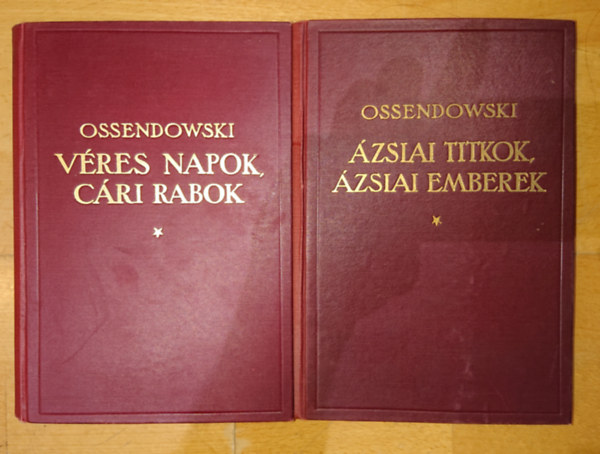 OSSENDOWSKI
VÉRES NAPOK,
CÁRI RABOK
OSSENDOWSKI
ÁZSIAI TITKOK,
ÁZSIAI EMBEREK